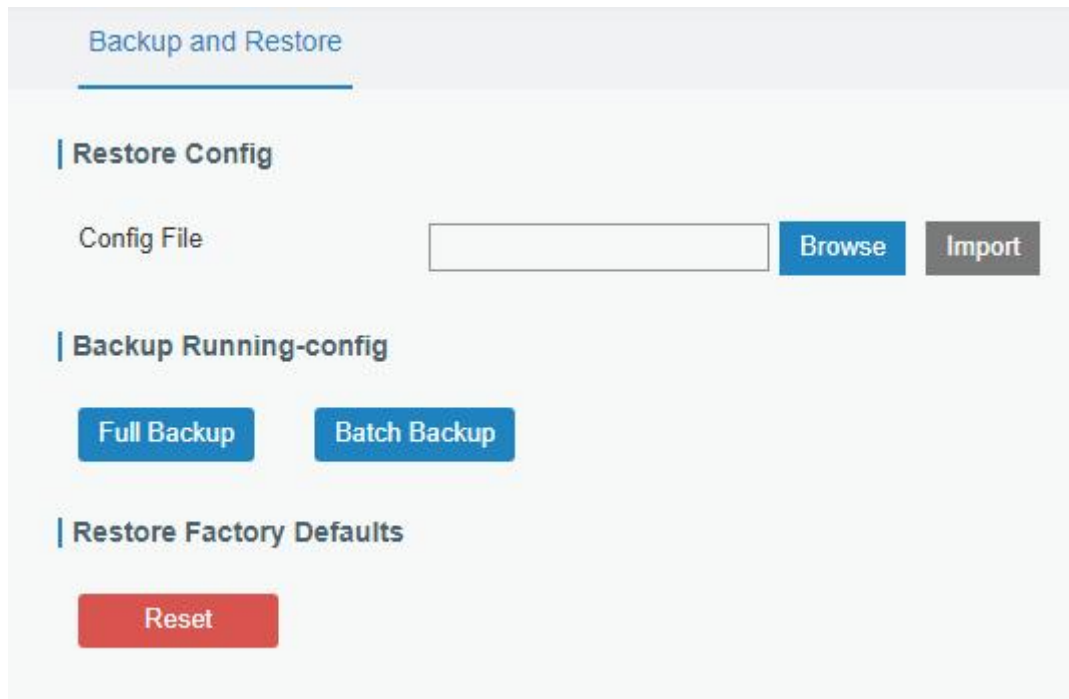 Backup and Restore
Restore Config
Config File Browse Import
Backup Running-config
Full Backup Batch Backup
Restore Factory Defaults
Reset